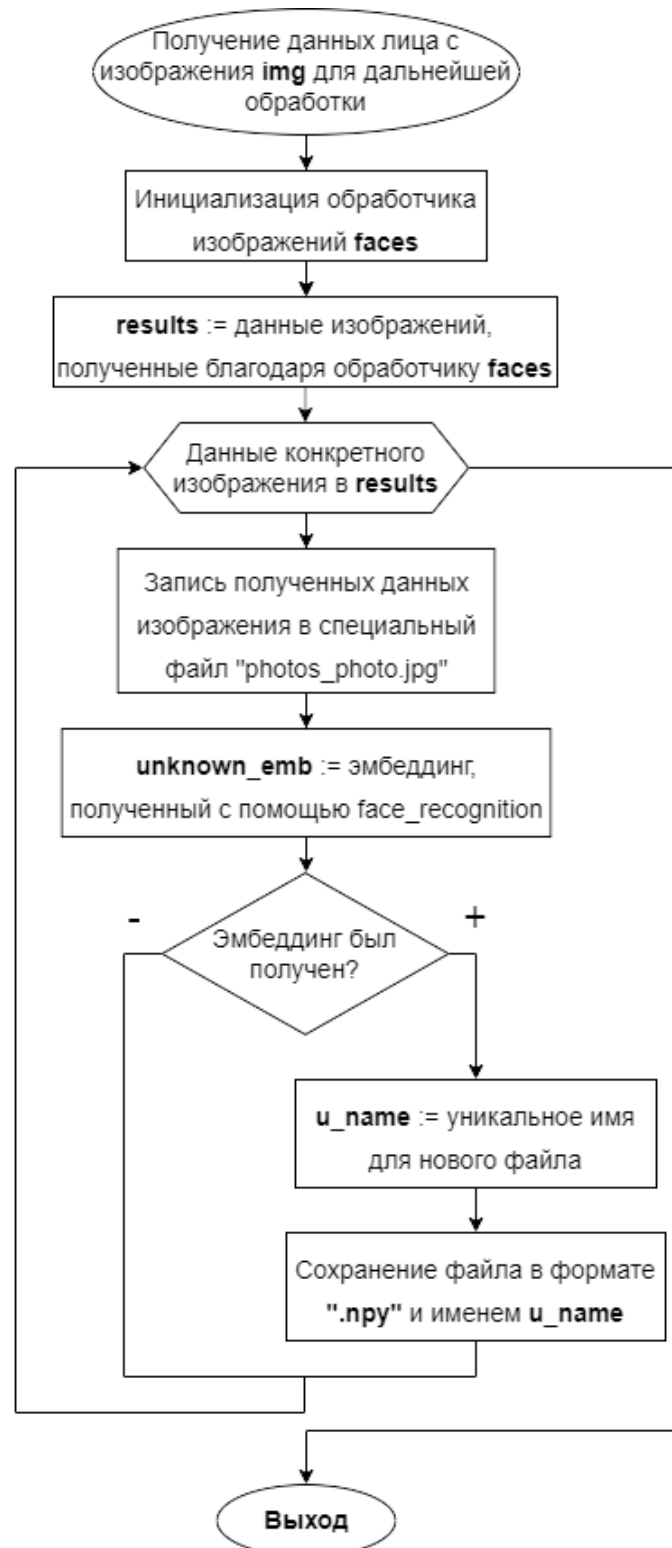 Получение данных лица с
изображения img для дальнейшей
обработки
Инициализация обработчика
изображений faces
results := данные изображений,
полученные благодаря обработчику faces
Данные конкретного
изображения в results
Запись полученных данных
изображения в специальный
файл "photos_photo.jpg"
unknown_emb := эмбеддинг,
полученный с помощью face_recognition
-
+
Эмбеддинг был
получен?
u_name := уникальное имя
для нового файла
Сохранение файла в формате
".npy" и именем u_name
Выход